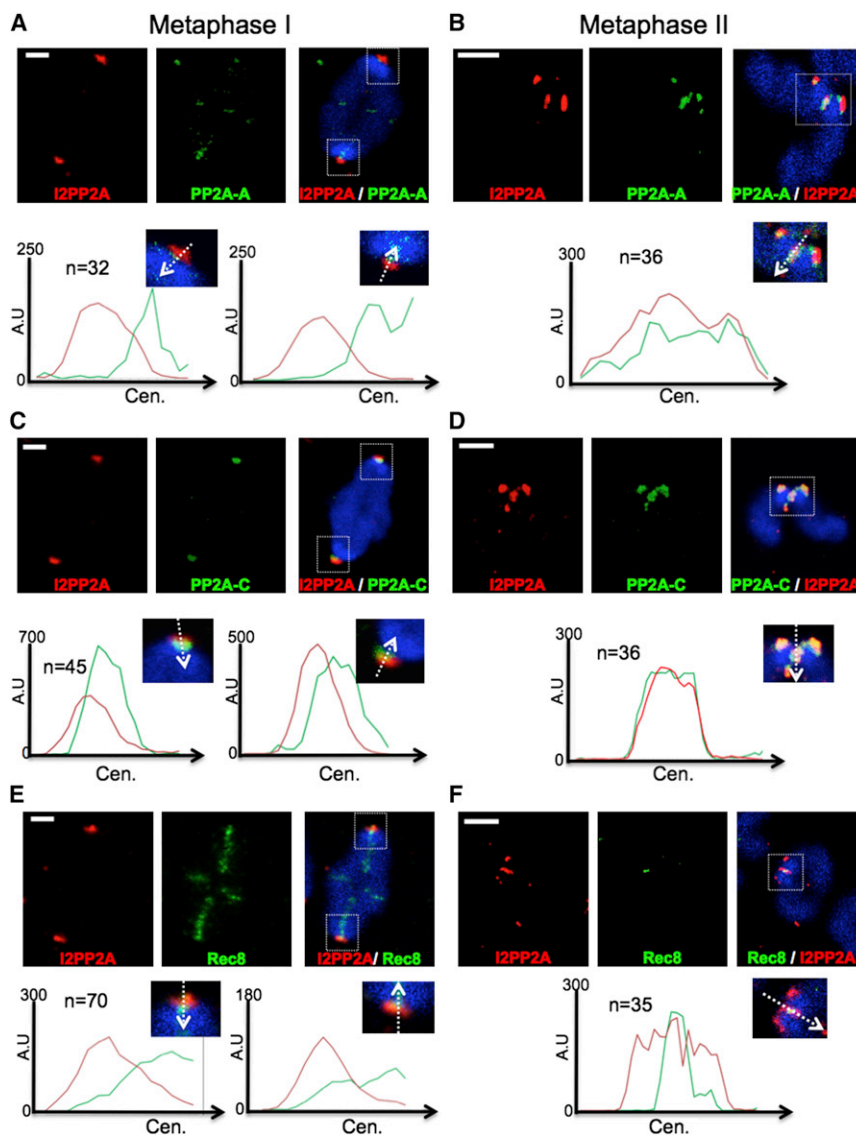 A Metaphase I
B Metaphase II
I2PP2A PP2A-A I2PP2A / PP2A-A
I2PP2A PP2A-A PP2A-A / I2PP2A
250 n=32 A.U 0 Cen.
250 0 Cen.
300 n=36 A.U 0 Cen.
C
D
I2PP2A PP2A-C I2PP2A / PP2A-C
I2PP2A PP2A-C PP2A-C / I2PP2A
700 n=45 A.U 0 Cen.
500 0 Cen.
300 n=36 A.U 0 Cen.
E
F
I2PP2A Rec8 I2PP2A/ Rec8
I2PP2A Rec8 Rec8 / I2PP2A
300 n=70 A.U 0 Cen.
180 0 Cen.
300 n=35 A.U 0 Cen.